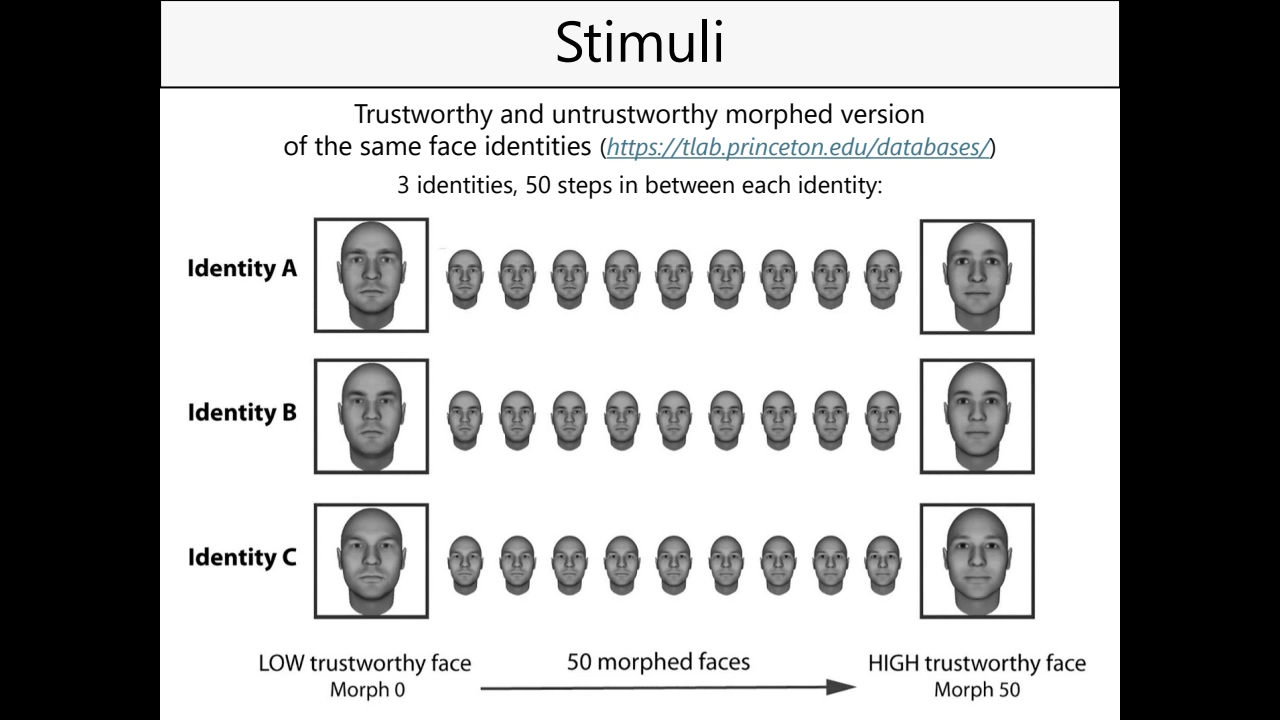 Stimuli
Trustworthy and untrustworthy morphed version
of the same face identities (https://tlab.princeton.edu/databases/)
3 identities, 50 steps in between each identity:
Identity A
Identity B
Identity C
LOW trustworthy face
Morph 0
50 morphed faces
HIGH trustworthy face
Morph 50